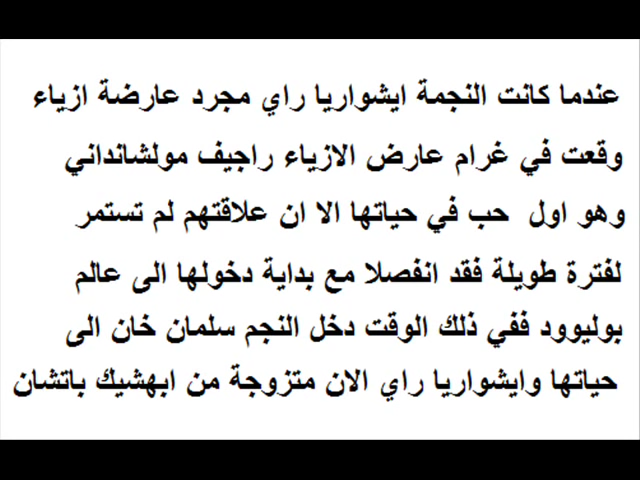 عندما كانت النجمة ايشواريا راي مجرد عارضة ازياء
وقعت في غرام عارض الازياء راجيف مولشانداني
وهو اول حب في حياتها الا ان علاقتهم لم تستمر
لفترة طويلة فقد انفصلا مع بداية دخولها الى عالم
بوليوود ففي ذلك الوقت دخل النجم سلمان خان الى
حياتها وايشواريا راي الان متزوجة من ابهشيك باتشان